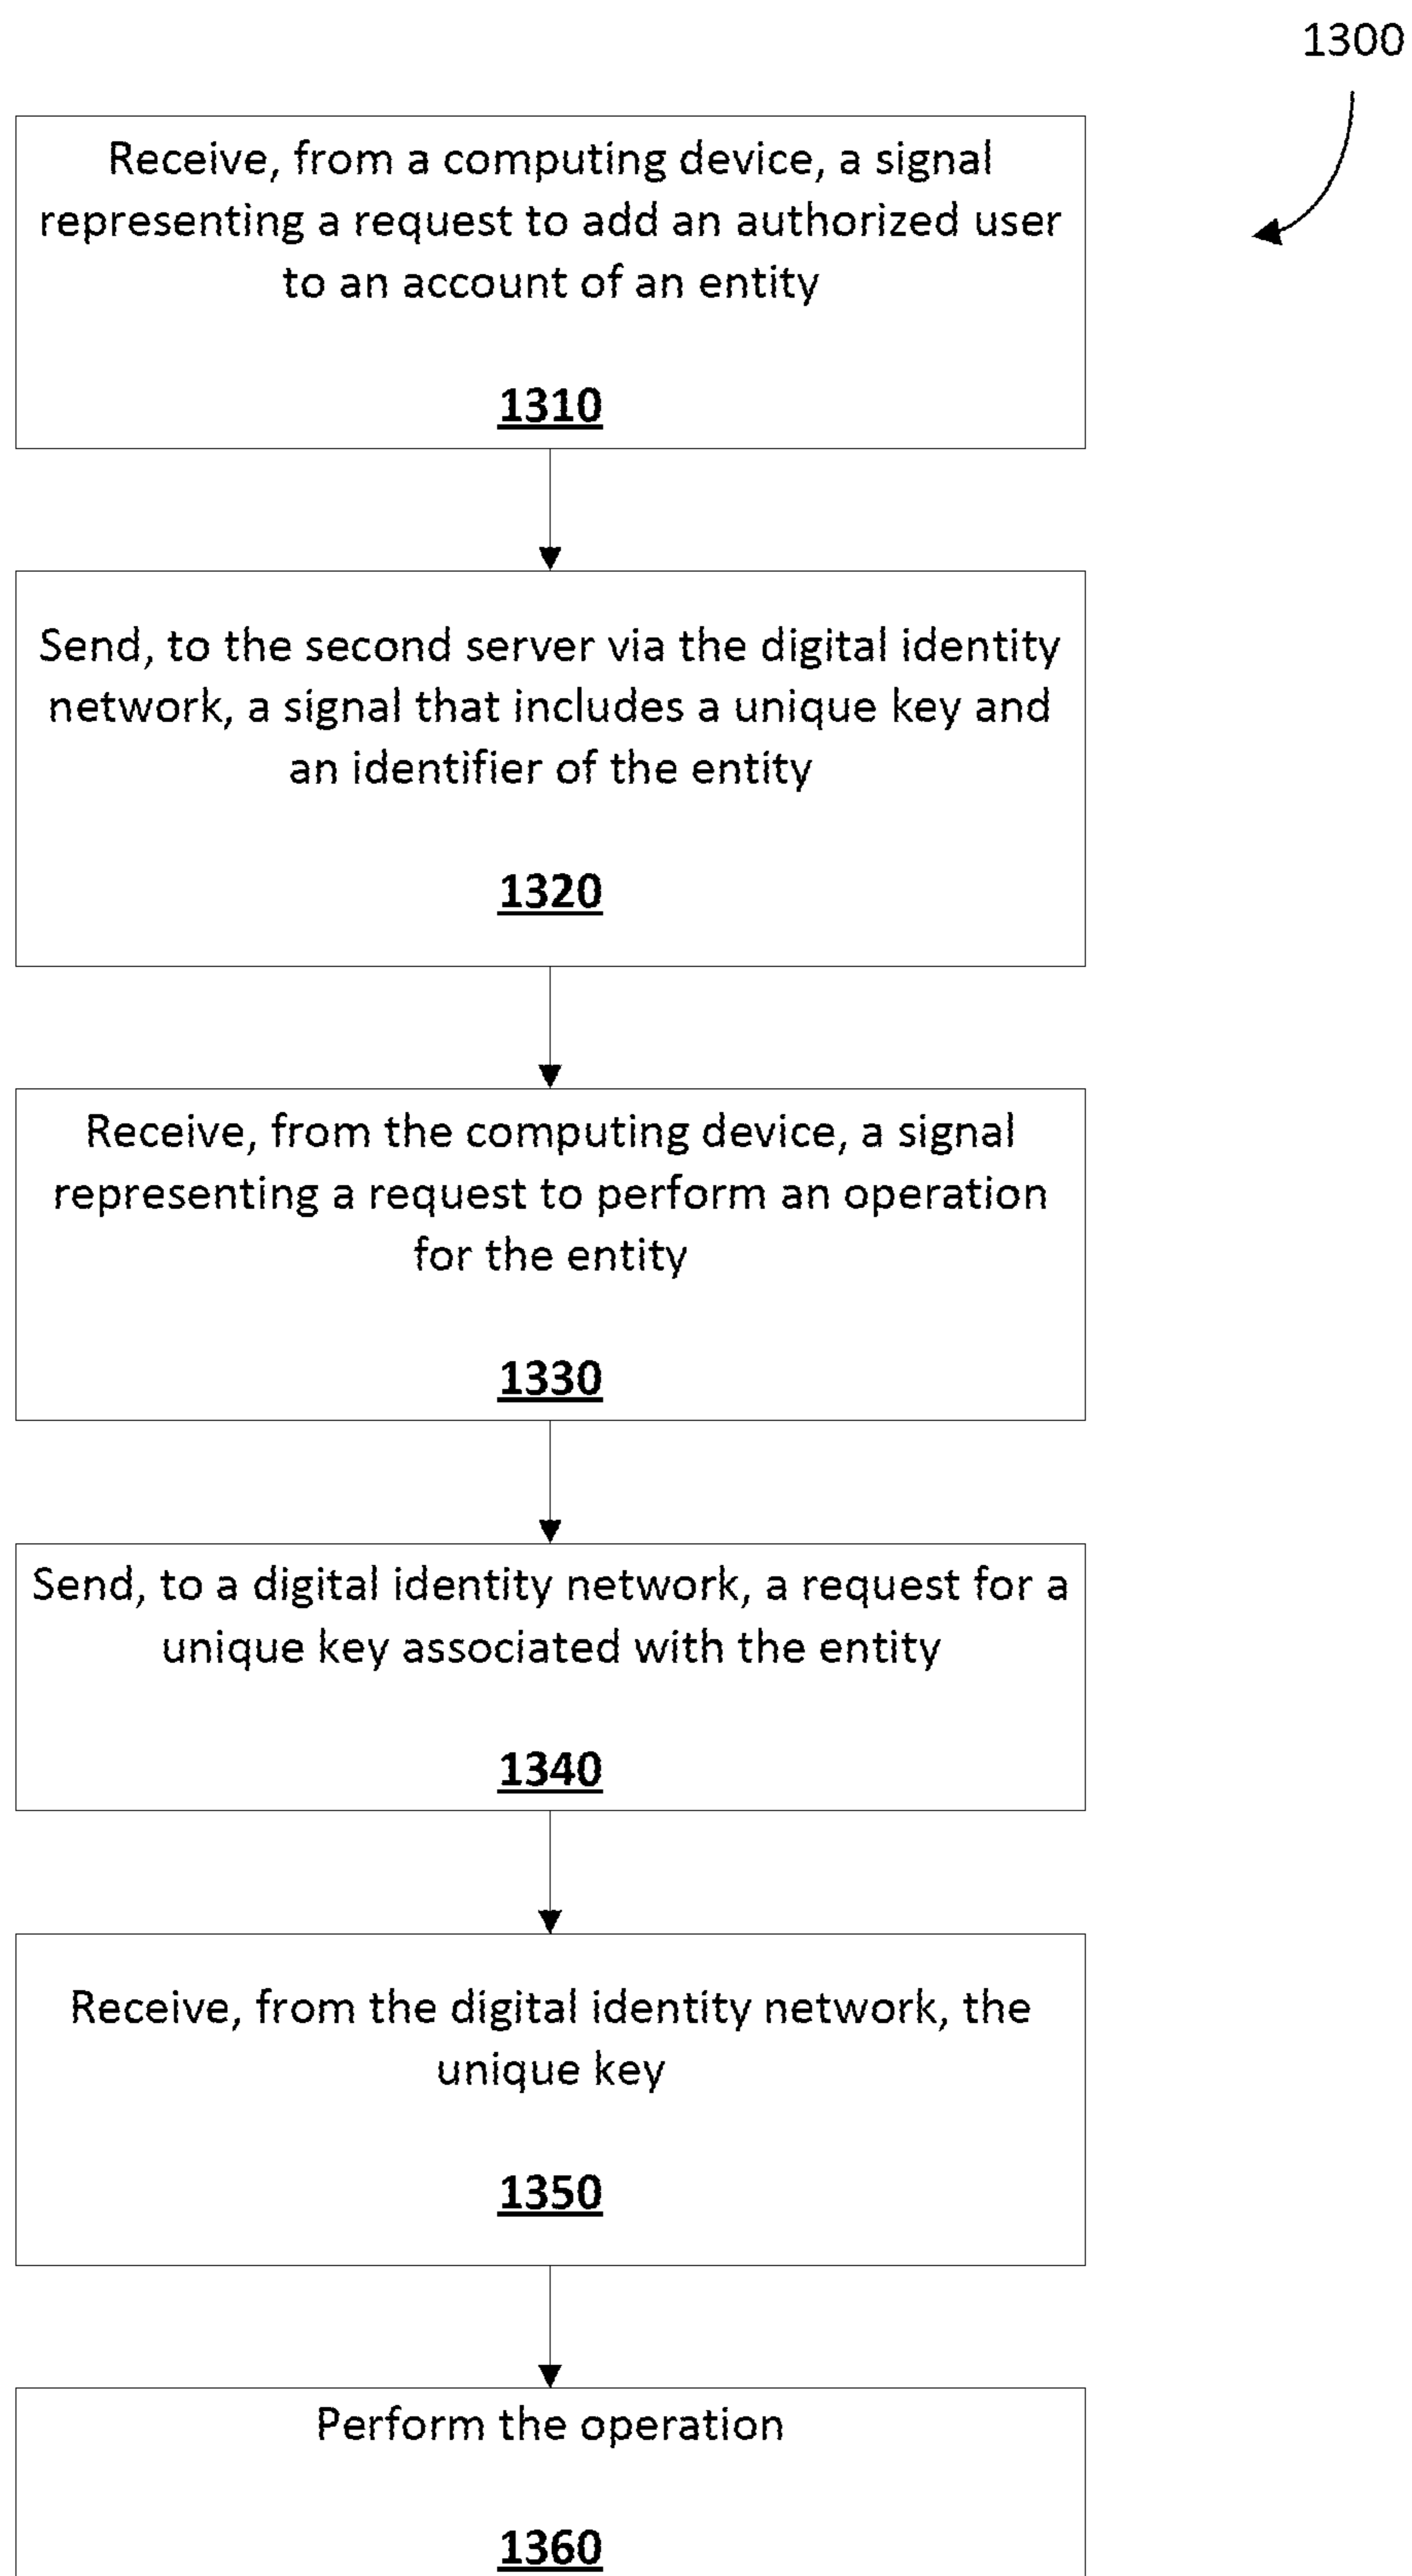 1300
Receive, from a computing device, a signal
representing a request to add an authorized user
to an account of an entity
1310
Send, to the second server via the digital identity
network, a signal that includes a unique key and
an identifier of the entity
1320
Receive, from the computing device, a signal
representing a request to perform an operation
for the entity
1330
Send, to a digital identity network, a request for a
unique key associated with the entity
1340
Receive, from the digital identity network, the
unique key
1350
Perform the operation
1360